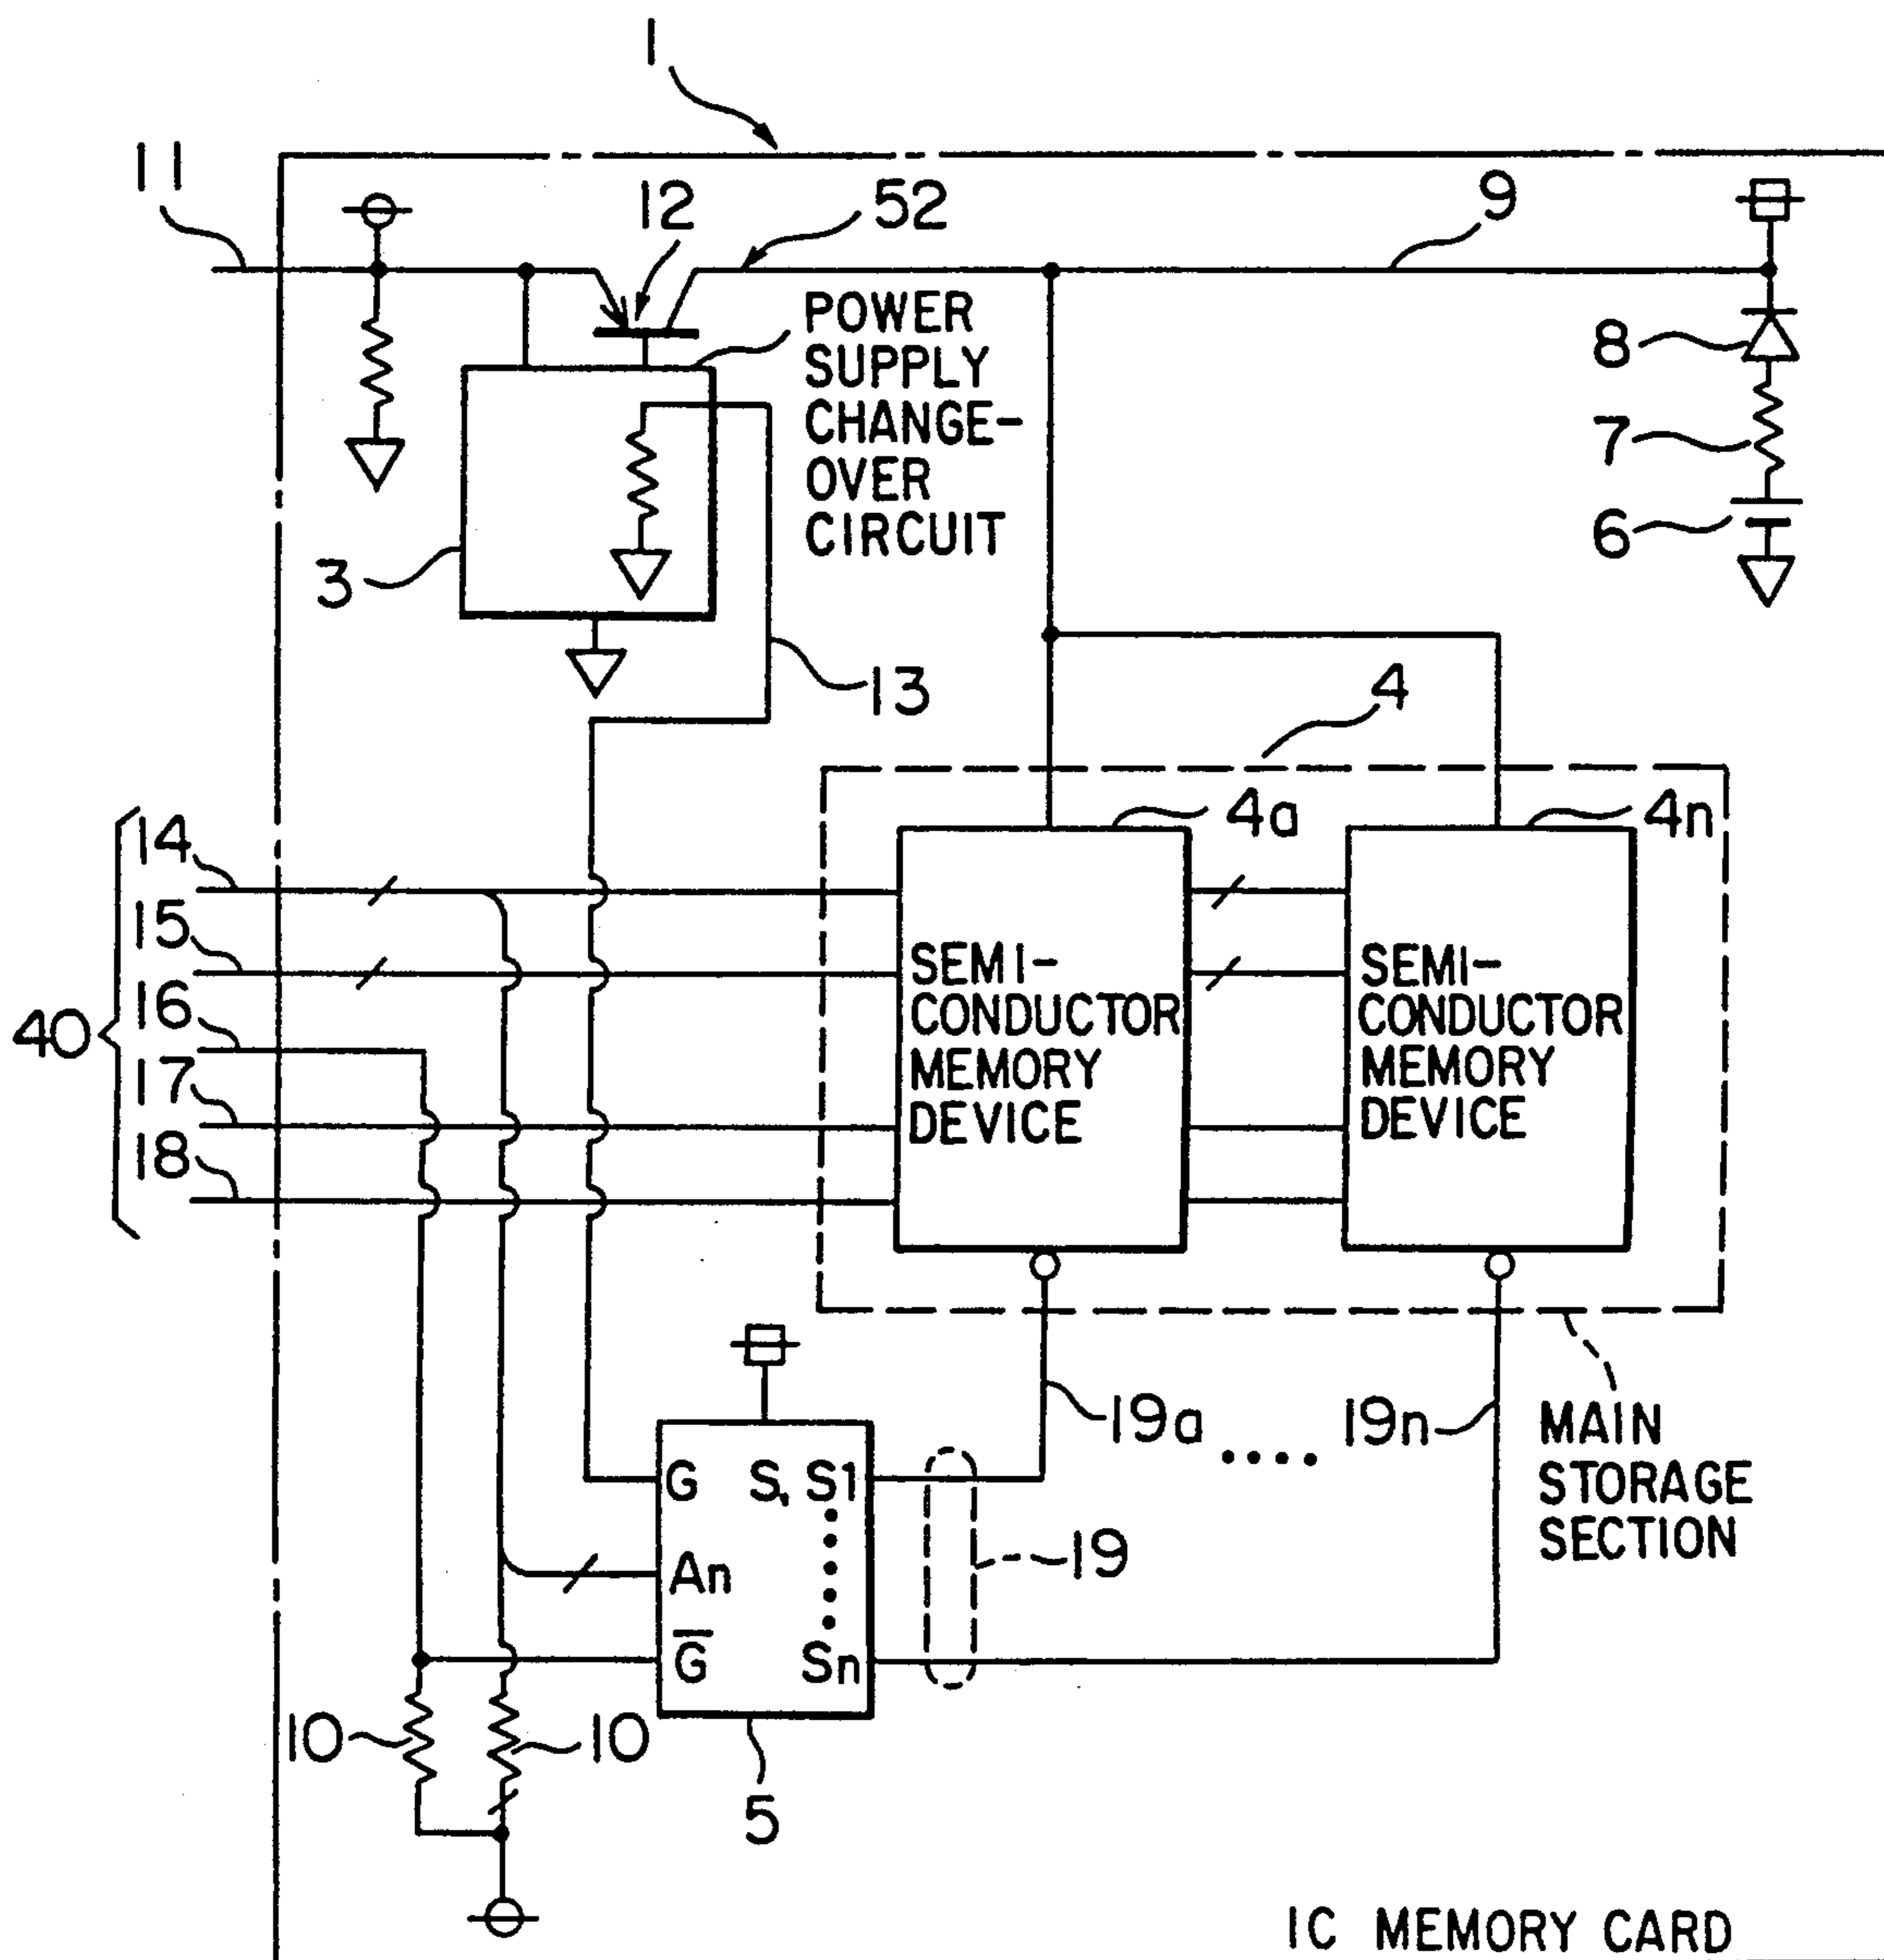 1
11
12
52
9
POWER
SUPPLY
CHANGE-
OVER
CIRCUIT
8
7
6
3
13
4
4a
4n
14
15
16
40
17
18
SEMI-
CONDUCTOR
MEMORY
DEVICE
SEMI-
CONDUCTOR
MEMORY
DEVICE
19a
19n
MAIN
STORAGE
SECTION
G S, S1
19
An
G Sn
10
10
5
IC MEMORY CARD